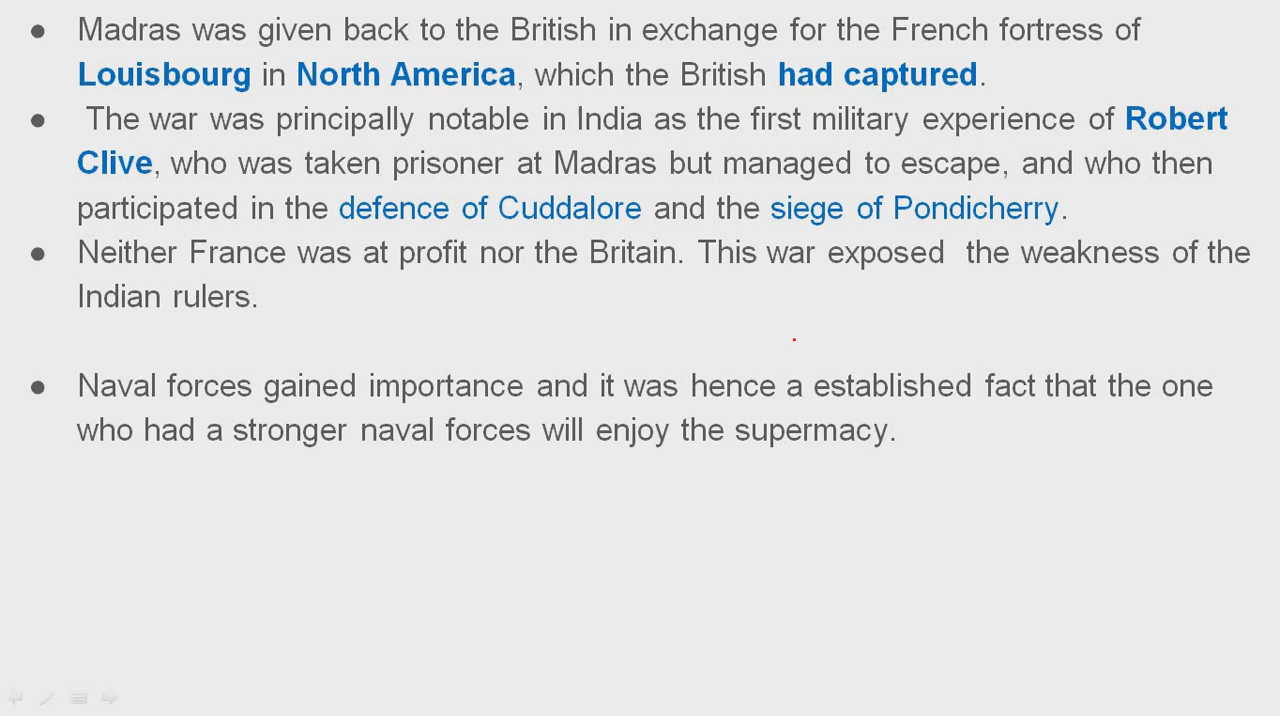 ● Madras was given back to the British in exchange for the French fortress of
Louisbourg in North America, which the British had captured.
● The war was principally notable in India as the first military experience of Robert
Clive, who was taken prisoner at Madras but managed to escape, and who then
participated in the defence of Cuddalore and the siege of Pondicherry.
● Neither France was at profit nor the Britain. This war exposed the weakness of the
Indian rulers.
● Naval forces gained importance and it was hence a established fact that the one
who had a stronger naval forces will enjoy the supermacy.